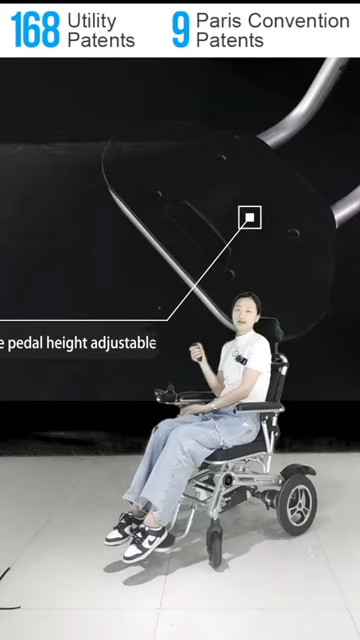 168 Utility Patents
9 Paris Convention Patents
e pedal height adjustable